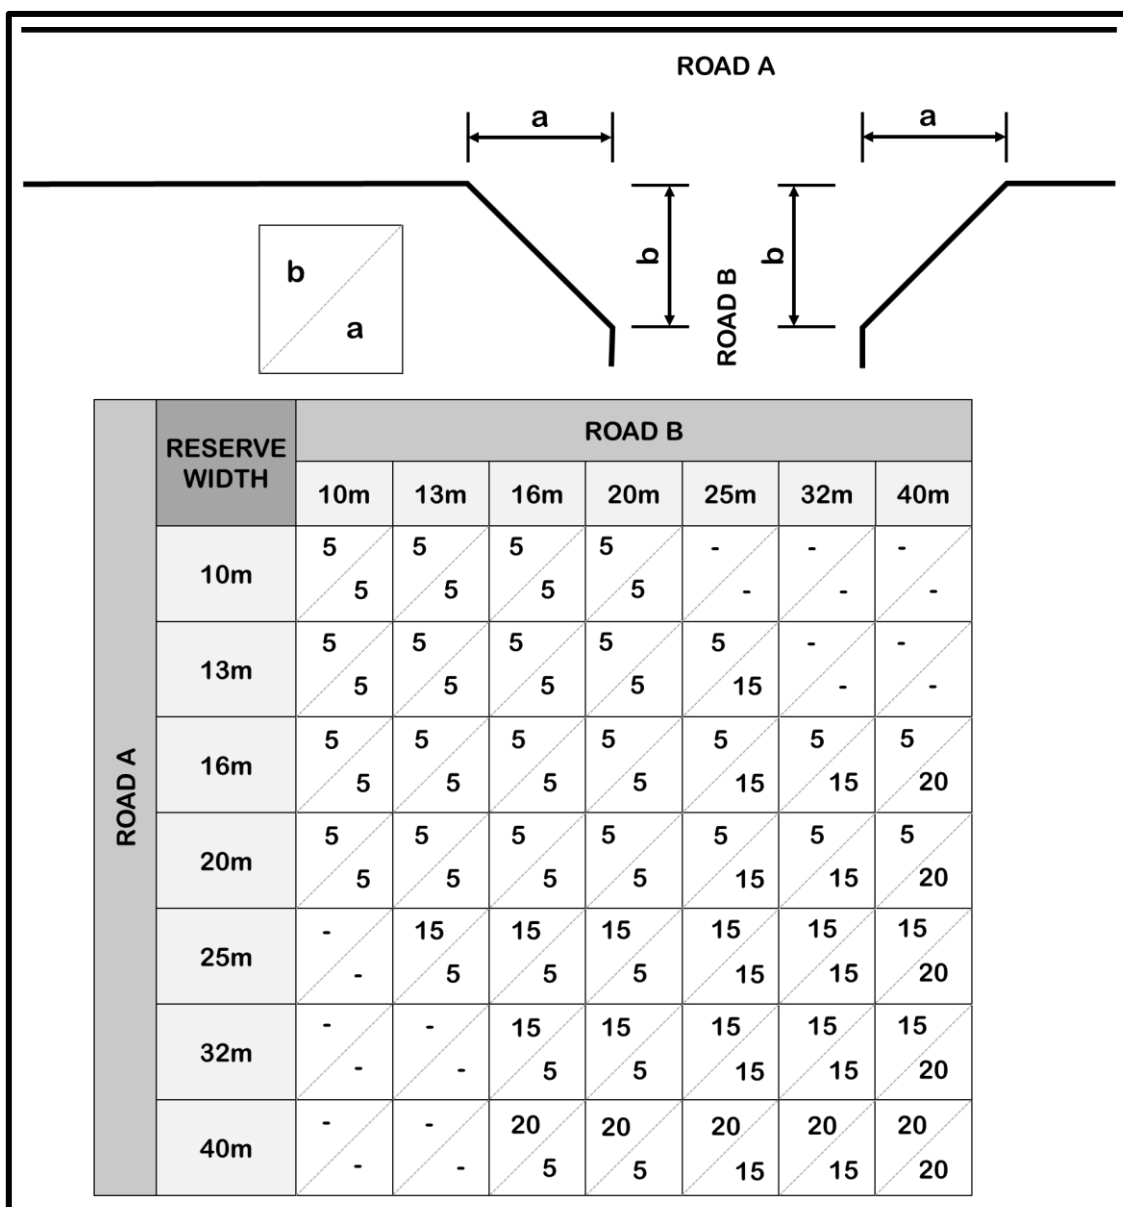 ROAD A
a a
b b
ROAD B
b
a
RESERVE WIDTH ROAD B
10m 13m 16m 20m 25m 32m 40m
ROAD A
10m 5 5 5 5 5 5 5 5 - - - - - -
13m 5 5 5 5 5 5 5 5 5 15 - - - -
16m 5 5 5 5 5 5 5 5 5 15 5 15 5 20
20m 5 5 5 5 5 5 5 5 5 15 5 15 5 20
25m - - 15 5 15 5 15 5 15 15 15 15 15 20
32m - - - - 15 5 15 5 15 15 15 15 15 20
40m - - - - 20 5 20 5 20 15 20 15 20 20